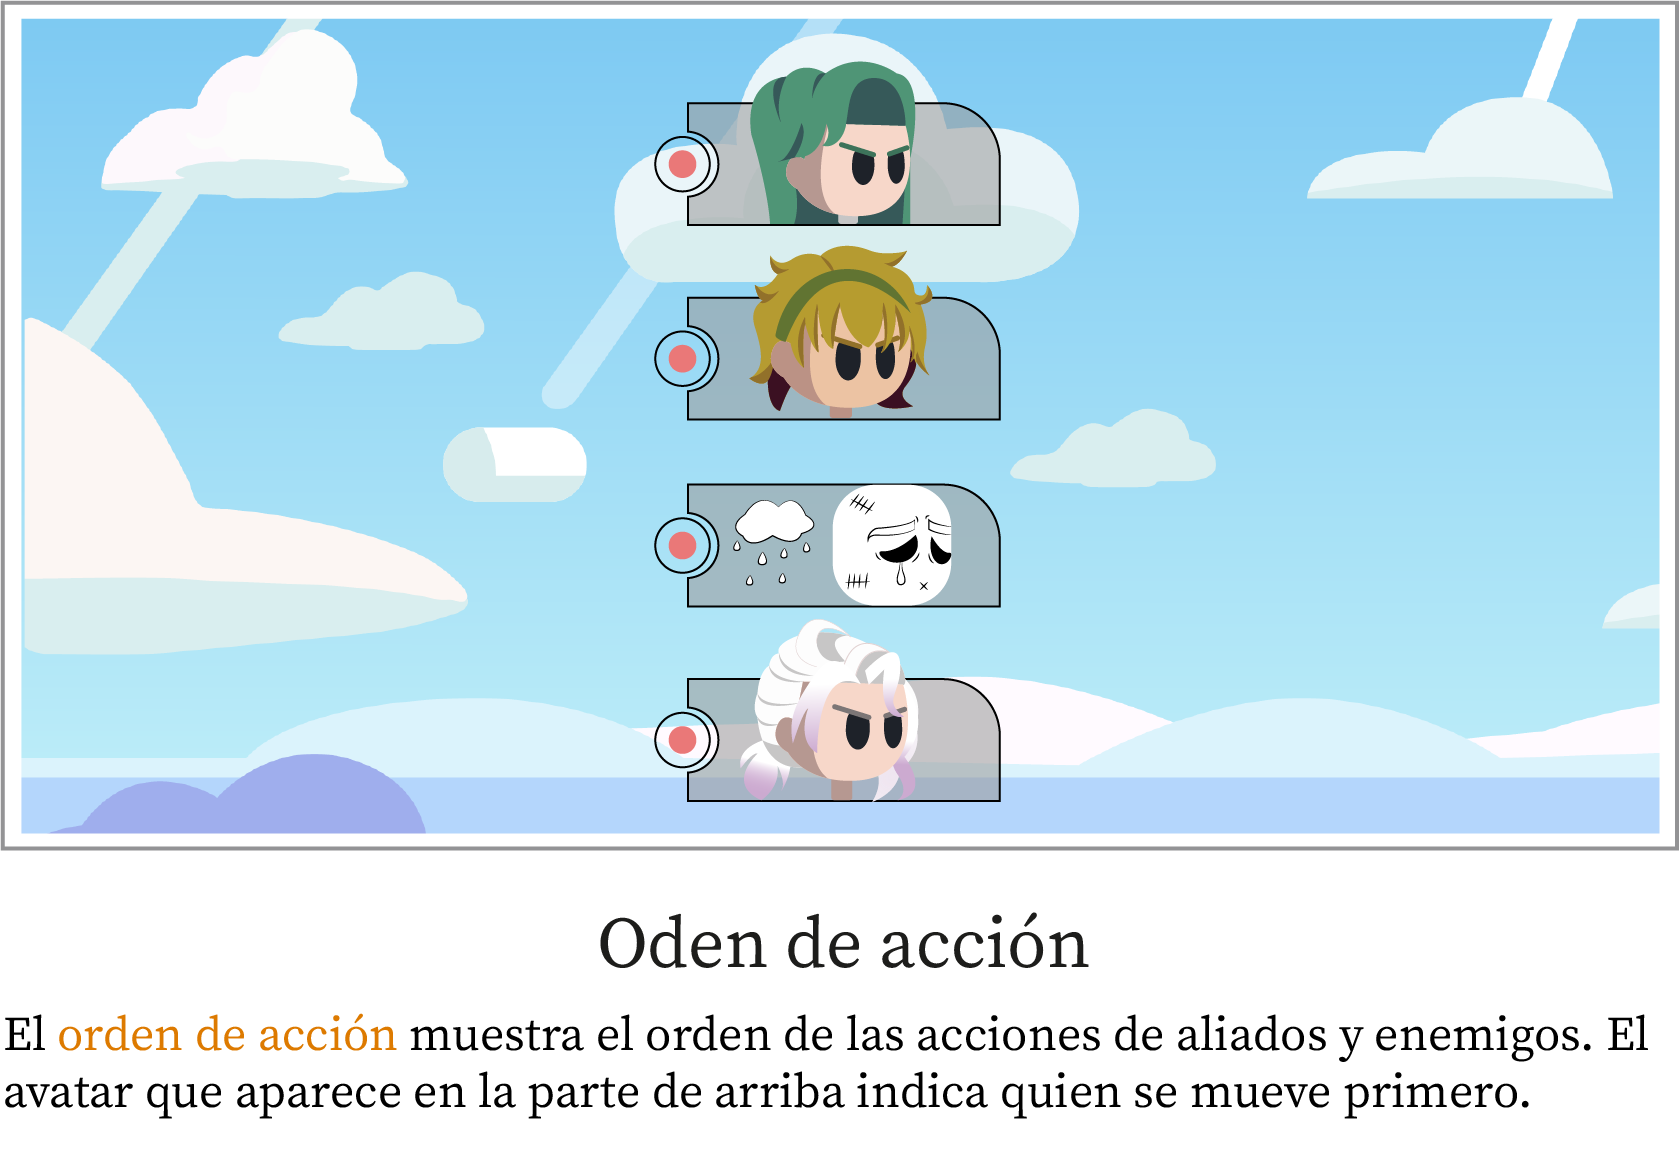 Oden de acción
El orden de acción muestra el orden de las acciones de aliados y enemigos. El
avatar que aparece en la parte de arriba indica quien se mueve primero.